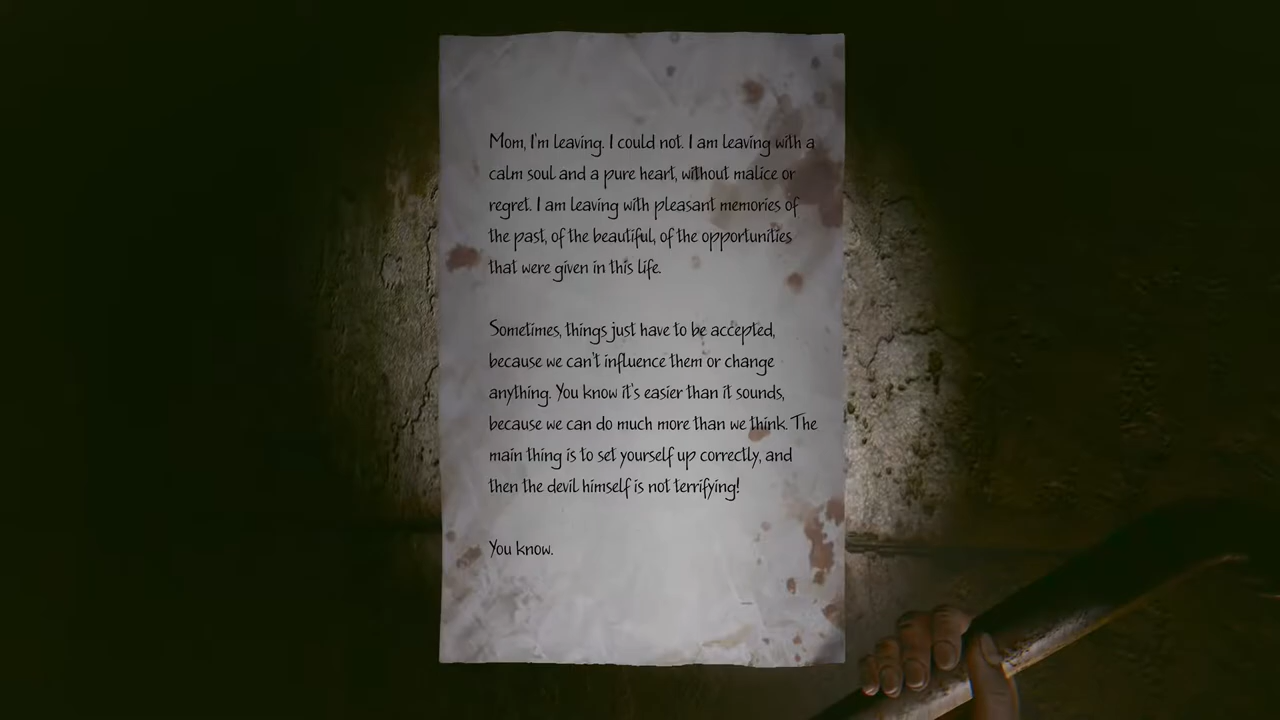 Mom, I'm leaving. I could not. I am leaving with a
calm soul and a pure heart, without malice or
regret. I am leaving with pleasant memories of
the past, of the beautiful, of the opportunities
that were given in this life.
Sometimes, things just have to be accepted,
because we can't influence them or change
anything. You know it's easier than it sounds,
because we can do much more than we think. The
main thing is to set yourself up correctly, and
then the devil himself is not terrifying!
You know.